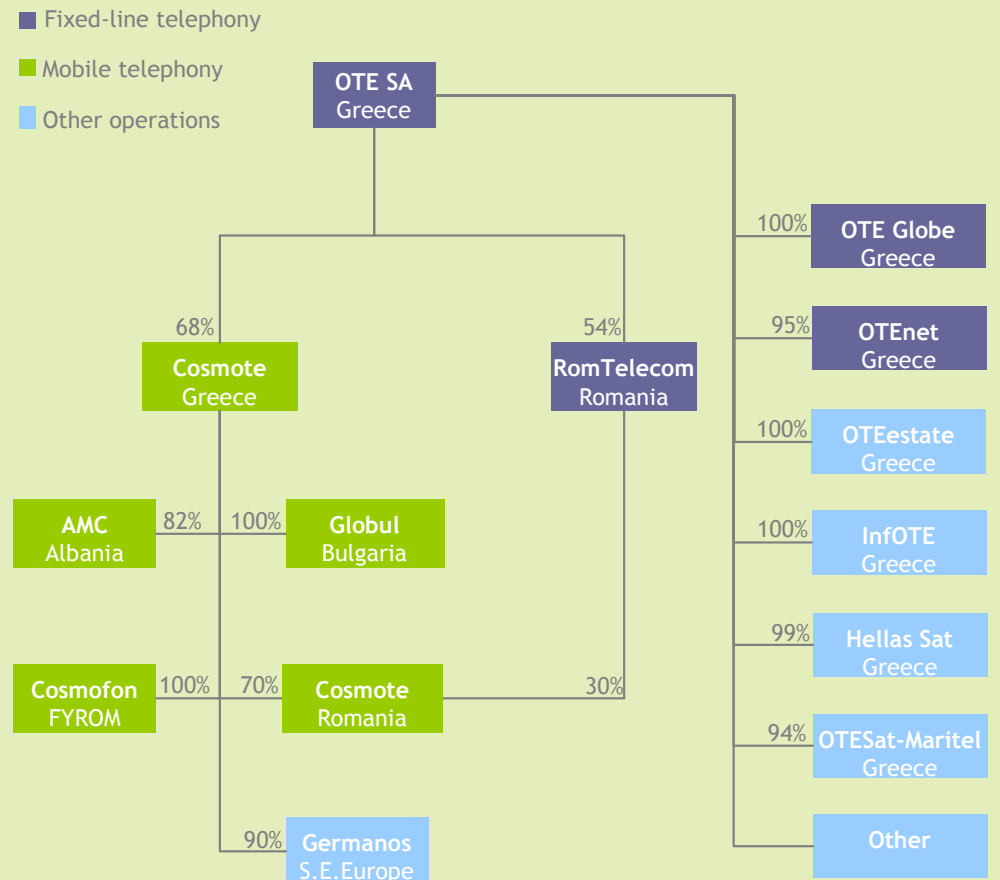 Fixed-line telephony
Mobile telephony
Other operations
OTE SA
Greece
68%
Cosmote
Greece
54%
RomTelecom
Romania
AMC
Albania
82%
100%
Globul
Bulgaria
Cosmofon
FYROM
100%
70%
Cosmote
Romania
30%
90%
Germanos
S.E.Europe
100%
OTE Globe
Greece
95%
OTEnet
Greece
100%
OTEestate
Greece
100%
InfOTE
Greece
99%
Hellas Sat
Greece
94%
OTESat-Maritel
Greece
Other